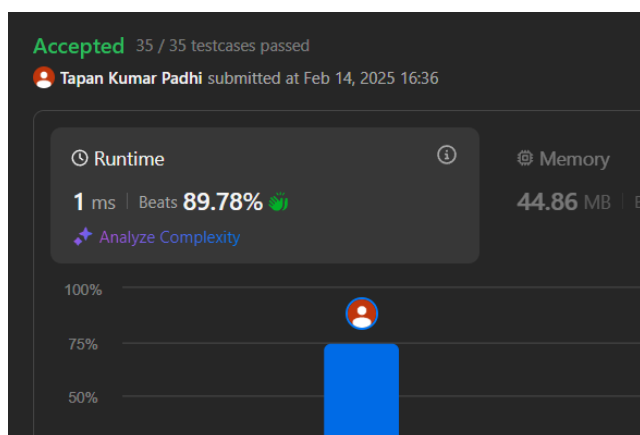 Accepted 35 / 35 testcases passed
Tapan Kumar Padhi submitted at Feb 14, 2025 16:36
Runtime
1 ms | Beats 89.78%
Analyze Complexity
Memory
44.86 MB
100%
75%
50%